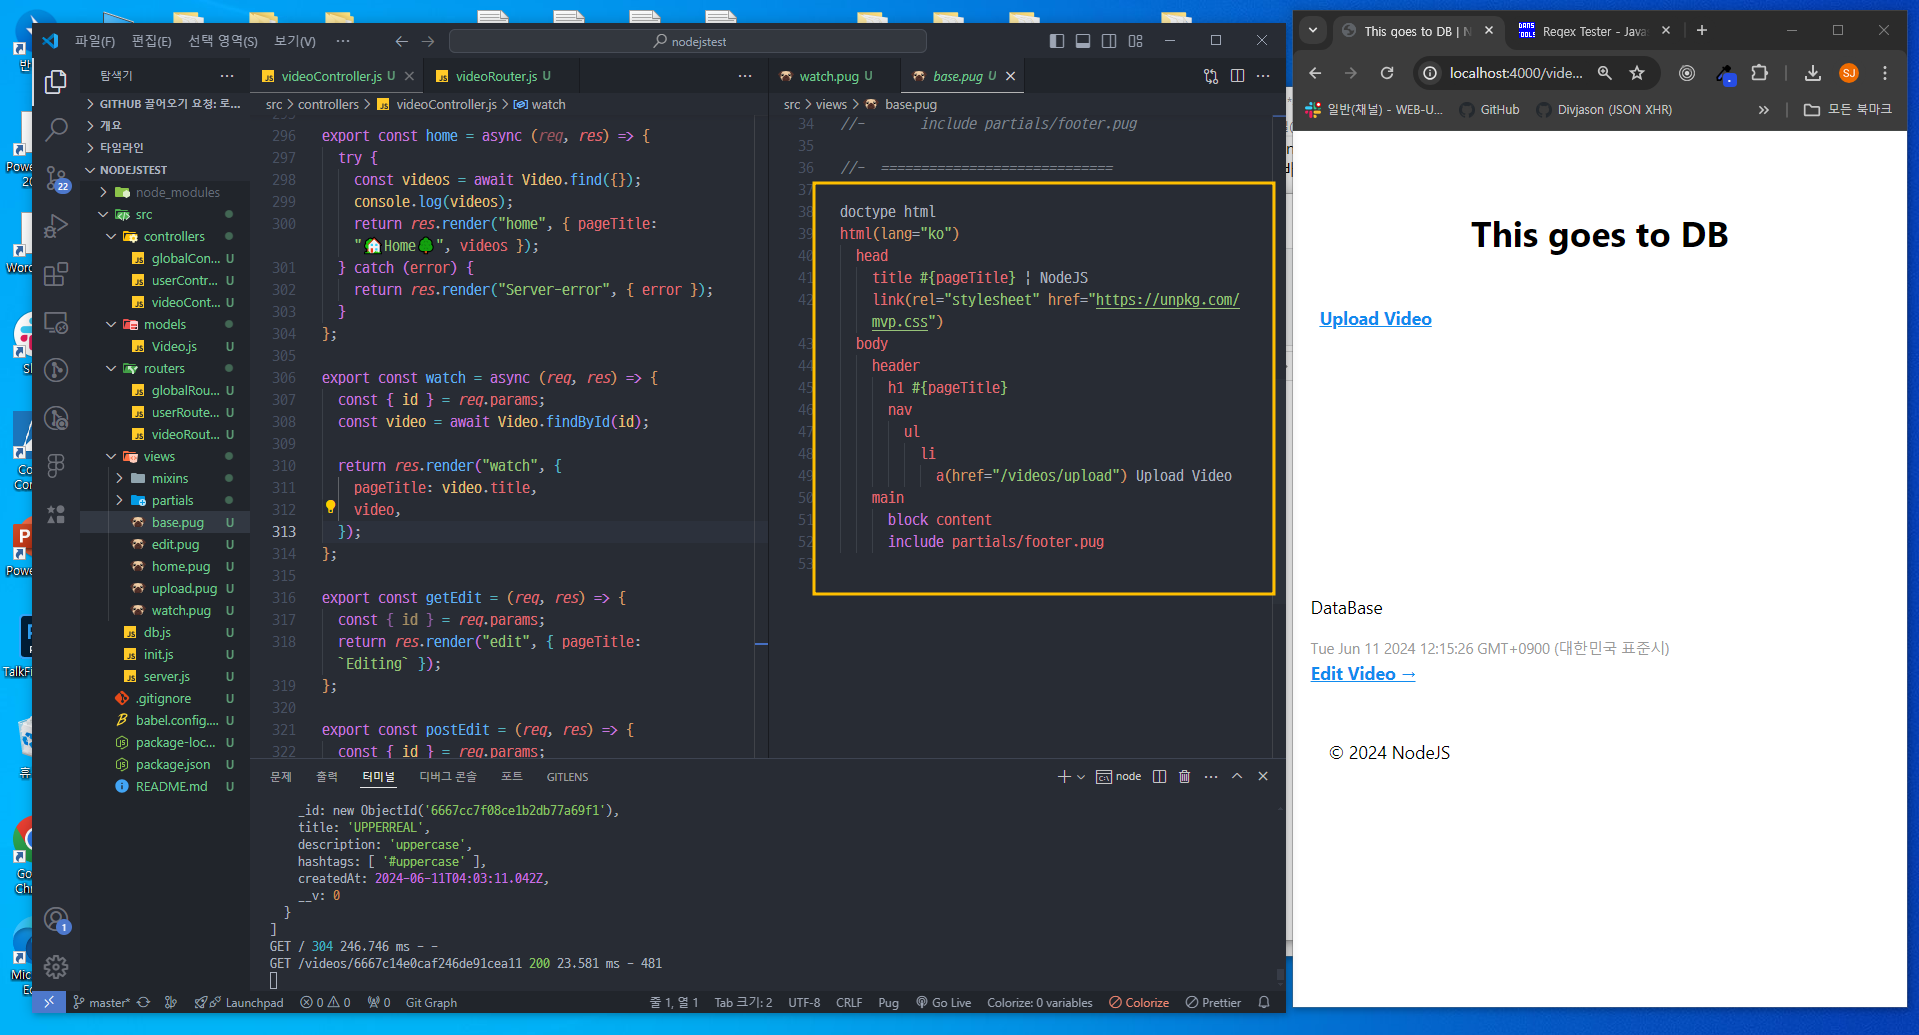 파일(F) 편집(E) 선택 영역(S) 보기(V) ··· nodejstest
탐색기
GITHUB 끌어오기 요청: 로...
개요
타임라인
NODEJSTEST
node_modules
src
controllers
globalCon... U
userContr... U
videoCont... U
models
Video.js U
routers
globalRou... U
userRoute... U
videoRout... U
views
mixins
partials
base.pug U
edit.pug U
home.pug U
upload.pug U
watch.pug U
db.js U
init.js U
server.js U
.gitignore U
babel.config.... U
package-loc... U
package.json U
README.md U
22
1
videoController.js U videoRouter.js U
src > controllers > videoController.js > watch
296 export const home = async (req, res) => {
297 try {
298 const videos = await Video.find({});
299 console.log(videos);
300 return res.render("home", { pageTitle:
"🏠Home🌳", videos });
301 } catch (error) {
302 return res.render("Server-error", { error });
303 }
304 };
305
306 export const watch = async (req, res) => {
307 const { id } = req.params;
308 const video = await Video.findById(id);
309
310 return res.render("watch", {
311 pageTitle: video.title,
312 video,
313 });
314 };
315
316 export const getEdit = (req, res) => {
317 const { id } = req.params;
318 return res.render("edit", { pageTitle:
`Editing` });
319 };
320
321 export const postEdit = (req, res) => {
322 const { id } = req.params;
watch.pug U base.pug U
src > views > base.pug
34 //- include partials/footer.pug
35
36 //- =============================
37
38 doctype html
39 html(lang="ko")
40 head
41 title #{pageTitle} ¦ NodeJS
42 link(rel="stylesheet" href="https://unpkg.com/
mvp.css")
43 body
44 header
45 h1 #{pageTitle}
46 nav
47 ul
48 li
49 a(href="/videos/upload") Upload Video
50 main
51 block content
52 include partials/footer.pug
53
문제 출력 터미널 디버그 콘솔 포트 GITLENS node
_id: new ObjectId('6667cc7f08ce1b2db77a69f1'),
title: 'UPPERREAL',
description: 'uppercase',
hashtags: [ '#uppercase' ],
createdAt: 2024-06-11T04:03:11.042Z,
__v: 0
}
]
GET / 304 246.746 ms - -
GET /videos/6667c14e0caf246de91cea11 200 23.581 ms - 481
master* Launchpad 0 0 0 Git Graph 줄 1, 열 1 Tab 크기: 2 UTF-8 CRLF Pug Go Live Colorize: 0 variables Colorize Prettier
This goes to DB | N Regex Tester - Java
localhost:4000/vide... SJ
일반(채널) - WEB-U... GitHub Divjason (JSON XHR) » 모든 북마크
This goes to DB
Upload Video
DataBase
Tue Jun 11 2024 12:15:26 GMT+0900 (대한민국 표준시)
Edit Video →
© 2024 NodeJS